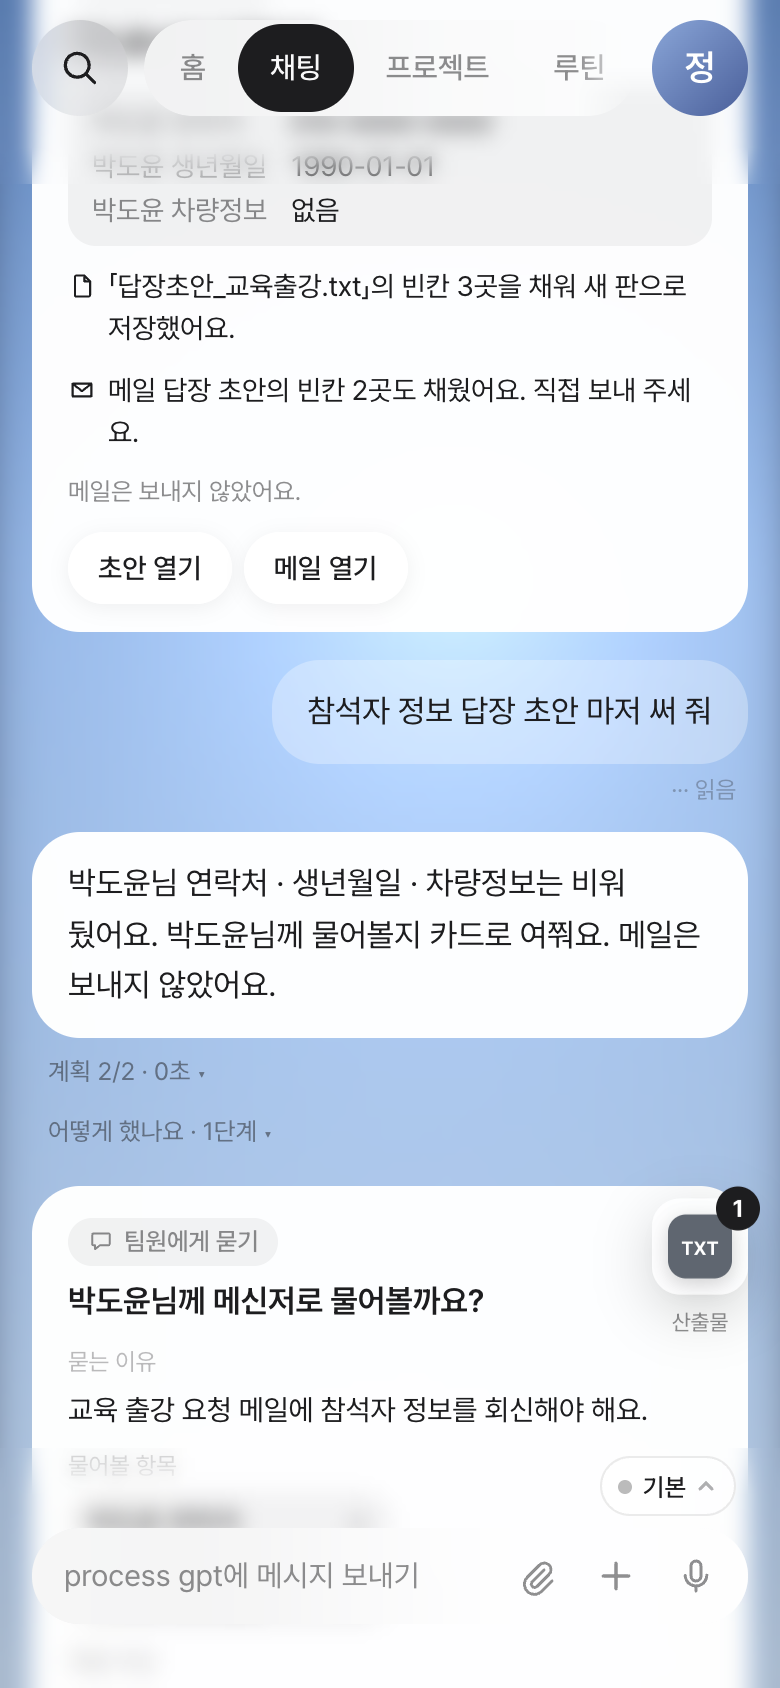 홈 채팅 프로젝트 루틴 정
박도윤 생년월일 1990-01-01
박도윤 차량정보 없음
「답장초안_교육출강.txt」의 빈칸 3곳을 채워 새 판으로
저장했어요.
메일 답장 초안의 빈칸 2곳도 채웠어요. 직접 보내 주세
요.
메일은 보내지 않았어요.
초안 열기 메일 열기
참석자 정보 답장 초안 마저 써 줘
··· 읽음
박도윤님 연락처 · 생년월일 · 차량정보는 비워
뒀어요. 박도윤님께 물어볼지 카드로 여쭤요. 메일은
보내지 않았어요.
계획 2/2 · 0초 ▾
어떻게 했나요 · 1단계 ▾
팀원에게 묻기
1
TXT
산출물
박도윤님께 메신저로 물어볼까요?
묻는 이유
교육 출강 요청 메일에 참석자 정보를 회신해야 해요.
물어볼 항목
기본
process gpt에 메시지 보내기